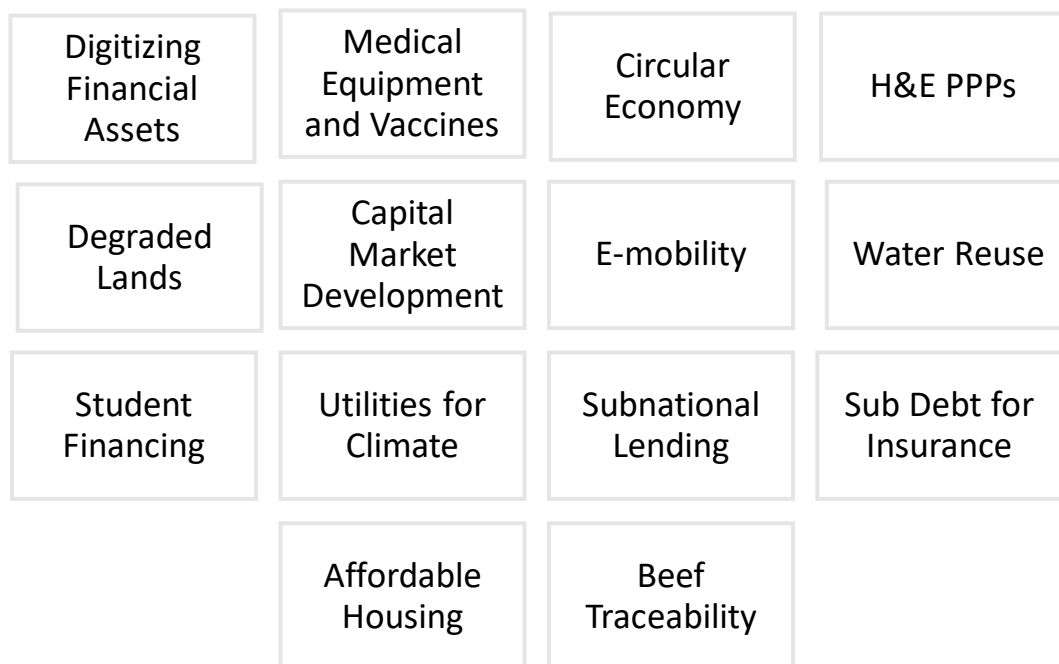 Digitizing
Financial
Assets
Medical
Equipment
and Vaccines
Circular
Economy
H&E PPPs
Degraded
Lands
Capital
Market
Development
E-mobility
Water Reuse
Student
Financing
Utilities for
Climate
Subnational
Lending
Sub Debt for
Insurance
Affordable
Housing
Beef
Traceability